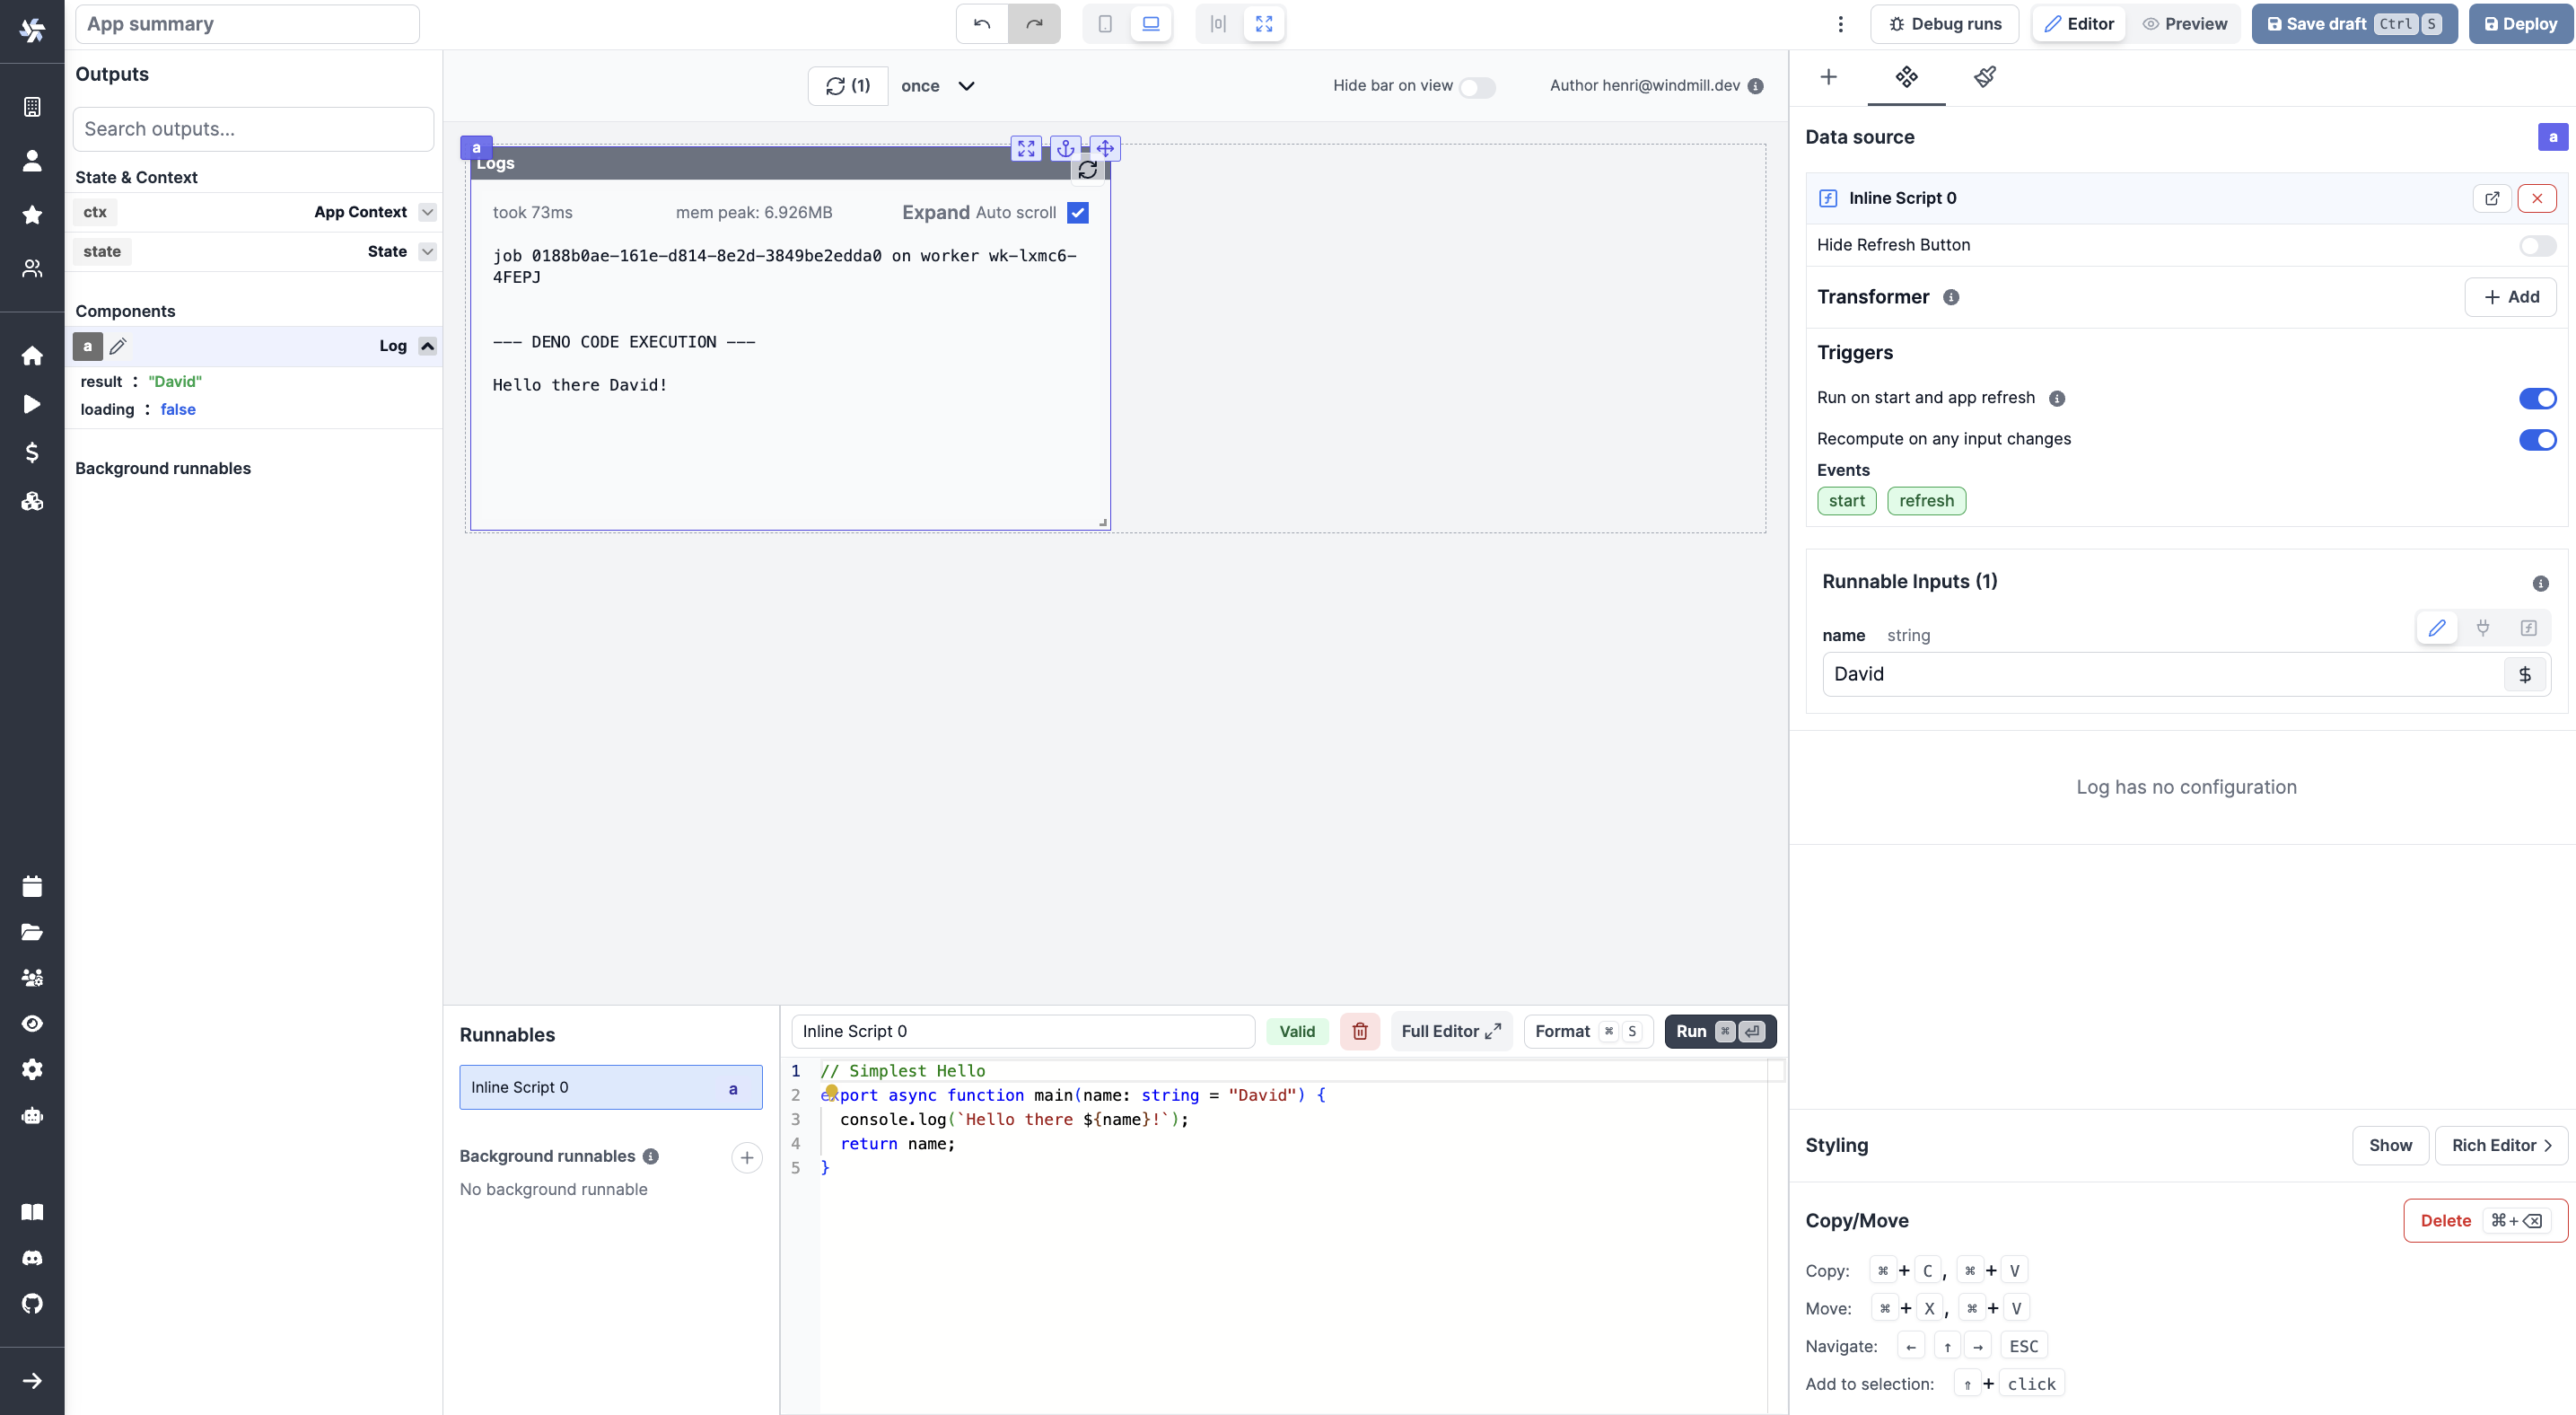 App summary
Debug runs
Editor
Preview
Save draft Ctrl S
Deploy
Outputs
Search outputs...
State & Context
ctx App Context
state State
Components
a Log
result : "David"
loading : false
Background runnables
(1) once
Hide bar on view
Author henri@windmill.dev
a
Logs
took 73ms mem peak: 6.926MB Expand Auto scroll
job 0188b0ae-161e-d814-8e2d-3849be2edda0 on worker wk-lxmc6-
4FEPJ
--- DENO CODE EXECUTION ---
Hello there David!
Runnables
Inline Script 0 a
Background runnables
No background runnable
Inline Script 0
Valid
Full Editor
Format ⌘ S
Run ⌘ ⏎
1 // Simplest Hello
2 export async function main(name: string = "David") {
3 console.log(`Hello there ${name}!`);
4 return name;
5 }
Data source a
Inline Script 0
Hide Refresh Button
Transformer
+ Add
Triggers
Run on start and app refresh
Recompute on any input changes
Events
start refresh
Runnable Inputs (1)
name string
David $
Log has no configuration
Styling
Show
Rich Editor
Copy/Move
Delete ⌘+⌫
Copy: ⌘ + C, ⌘ + V
Move: ⌘ + X, ⌘ + V
Navigate: ← ↑ → ESC
Add to selection: ⇧ + click